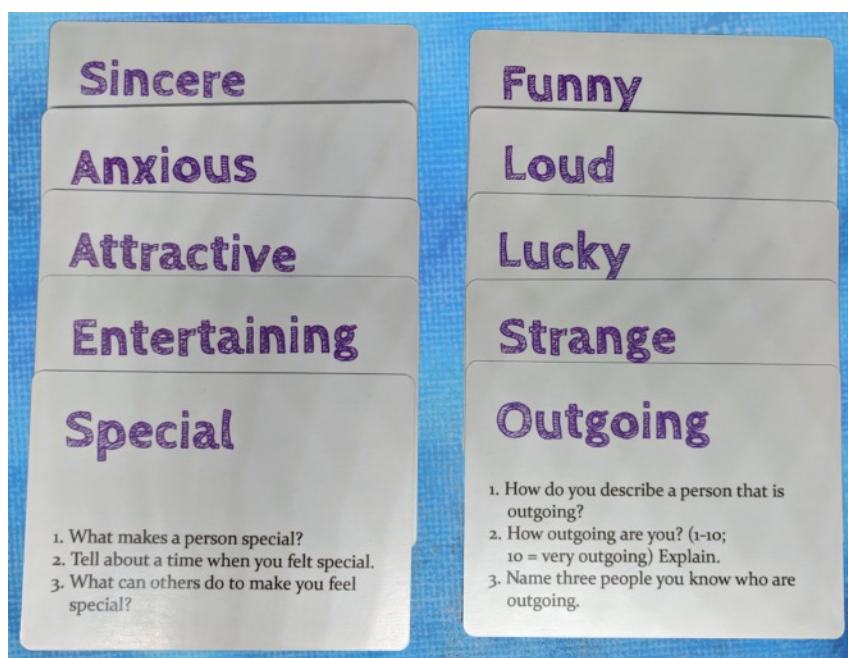 Sincere
Anxious
Attractive
Entertaining
Special
1. What makes a person special?
2. Tell about a time when you felt special.
3. What can others do to make you feel
special?
Funny
Loud
Lucky
Strange
Outgoing
1. How do you describe a person that is
outgoing?
2. How outgoing are you? (1-10;
10 = very outgoing) Explain.
3. Name three people you know who are
outgoing.